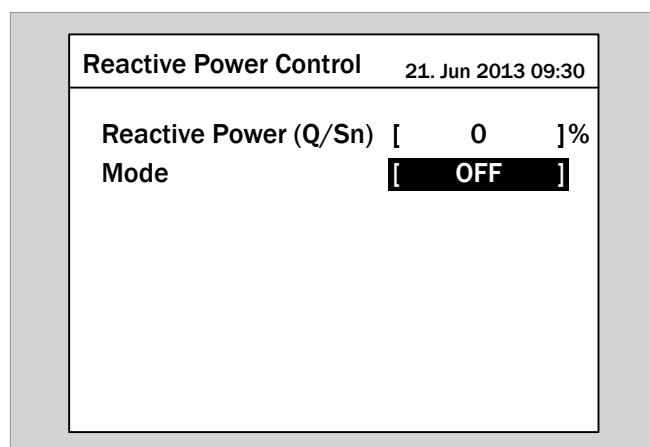 Reactive Power Control 21. Jun 2013 09:30
Reactive Power (Q/Sn) [ 0 ]%
Mode [ OFF ]